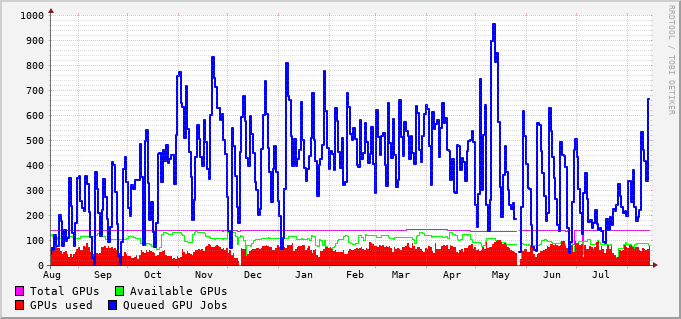 1000
900
800
700
600
500
400
300
200
100
0
Aug Sep Oct Nov Dec Jan Feb Mar Apr May Jun Jul
Total GPUs Available GPUs
GPUs used Queued GPU Jobs
RRDTOOL / TOBI OETIKER